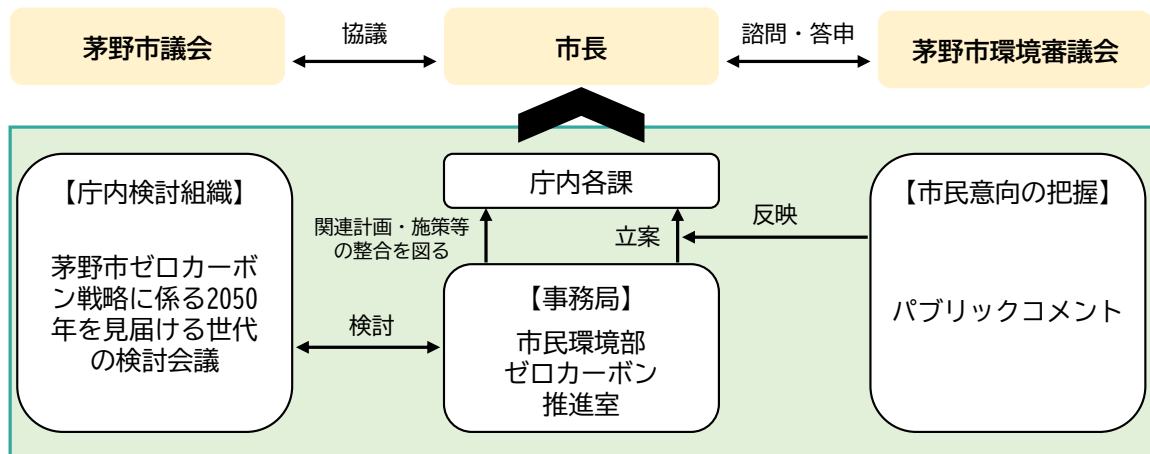 茅野市議会
協議
市長
諮問・答申
茅野市環境審議会
【庁内検討組織】
茅野市ゼロカーボ
ン戦略に係る2050
年を見届ける世代
の検討会議
庁内各課
関連計画・施策等
の整合を図る
立案
反映
検討
【事務局】
市民環境部
ゼロカーボン
推進室
【市民意向の把握】
パブリックコメント